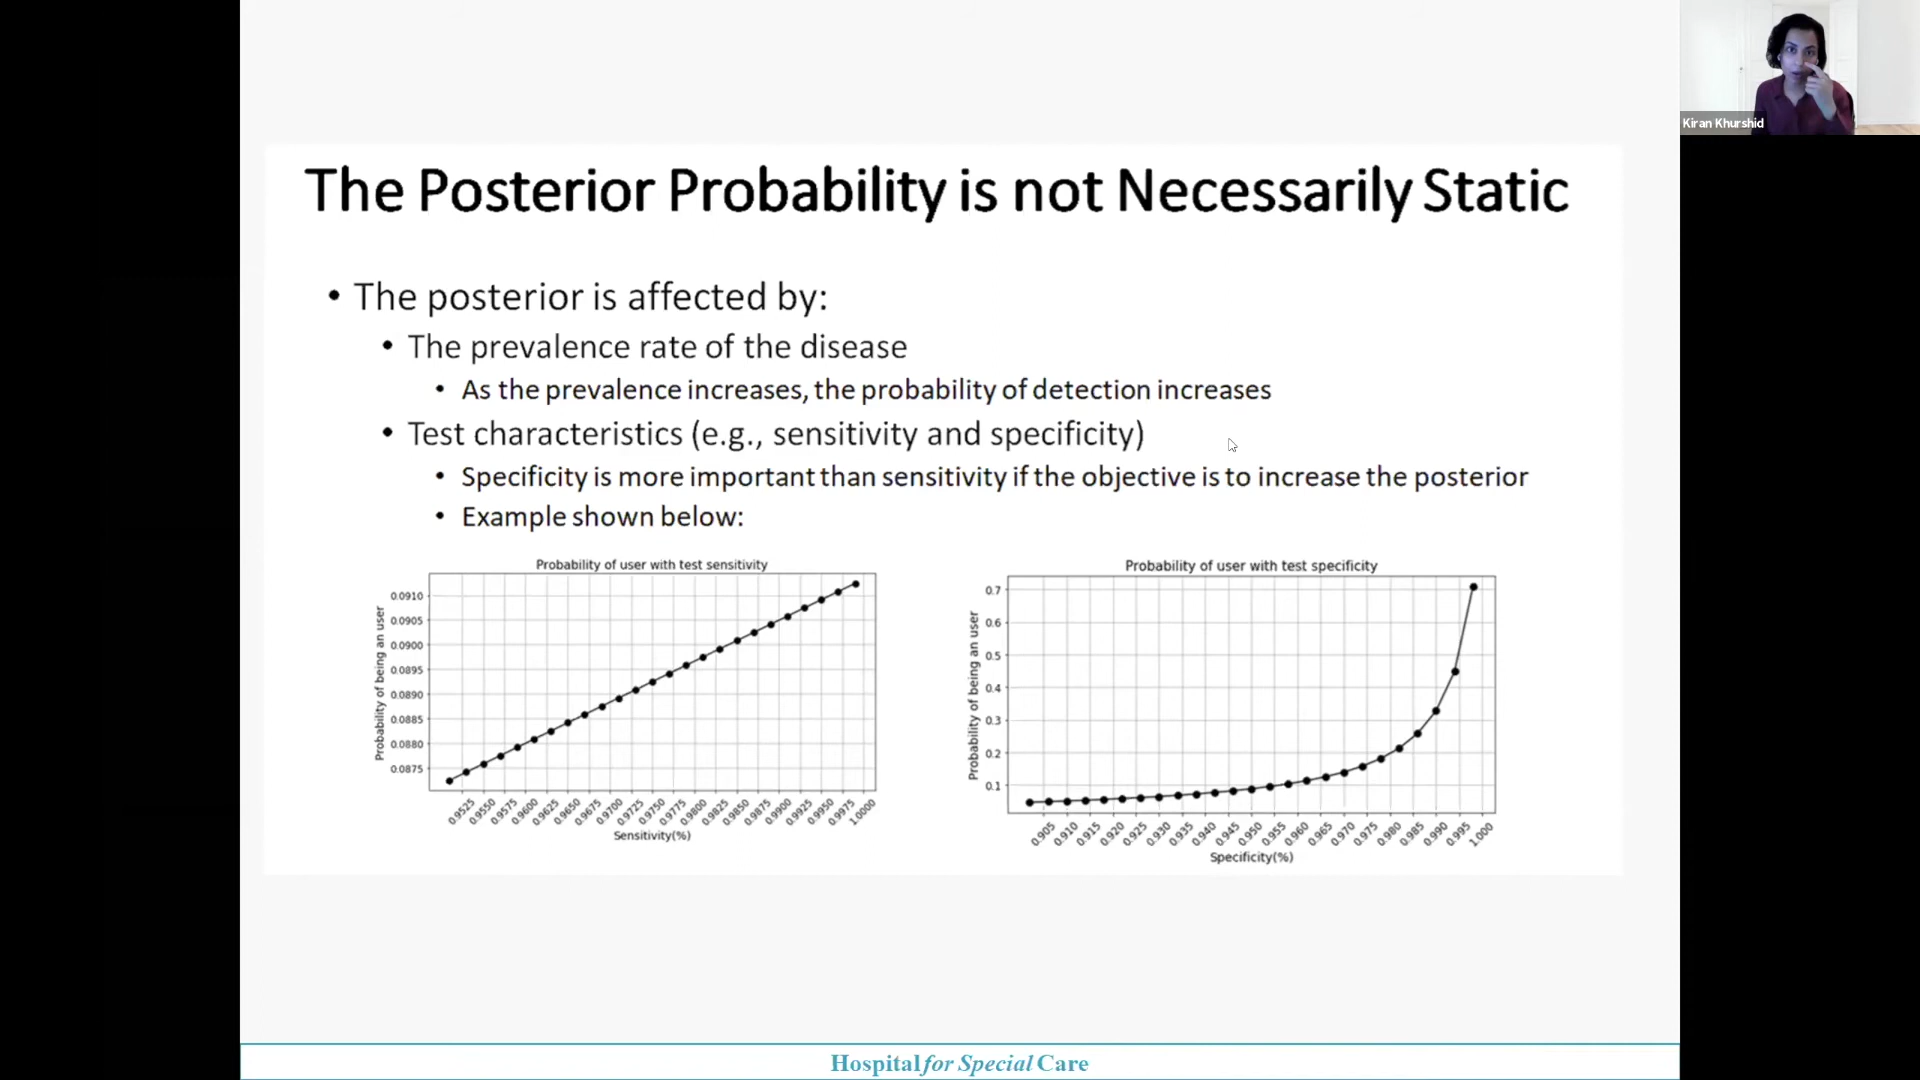 Kiran Khurshid
The Posterior Probability is not Necessarily Static
• The posterior is affected by:
• The prevalence rate of the disease
• As the prevalence increases, the probability of detection increases
• Test characteristics (e.g., sensitivity and specificity)
• Specificity is more important than sensitivity if the objective is to increase the posterior
• Example shown below:
Probability of user with test sensitivity
Probability of being an user
0.0910
0.0905
0.0900
0.0895
0.0890
0.0885
0.0880
0.0875
0.9525 0.9550 0.9575 0.9600 0.9625 0.9650 0.9675 0.9700 0.9725 0.9750 0.9775 0.9800 0.9825 0.9850 0.9875 0.9900 0.9925 0.9950 0.9975 1.0000
Sensitivity(%)
Probability of user with test specificity
Probability of being an user
0.7
0.6
0.5
0.4
0.3
0.2
0.1
0.905 0.910 0.915 0.920 0.925 0.930 0.935 0.940 0.945 0.950 0.955 0.960 0.965 0.970 0.975 0.980 0.985 0.990 0.995 1.000
Specificity(%)
Hospital for Special Care